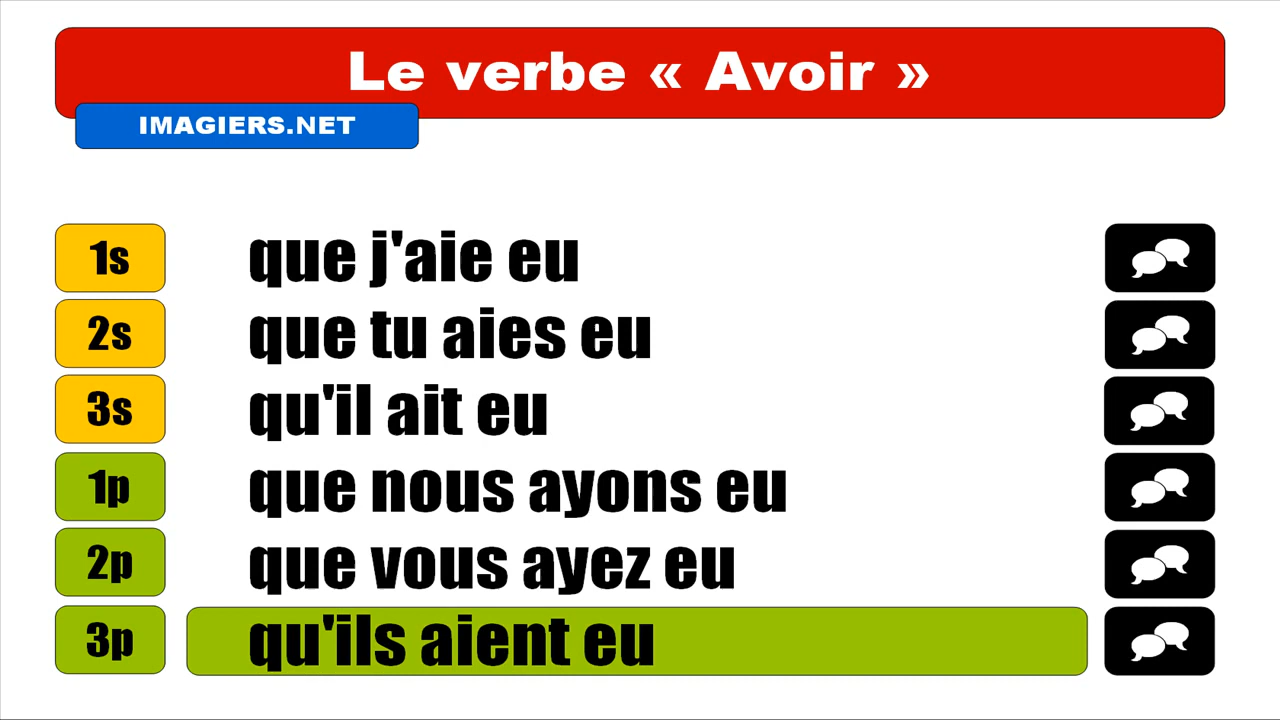 Le verbe « Avoir »
IMAGIERS.NET
1s que j'aie eu
2s que tu aies eu
3s qu'il ait eu
1p que nous ayons eu
2p que vous ayez eu
3p qu'ils aient eu